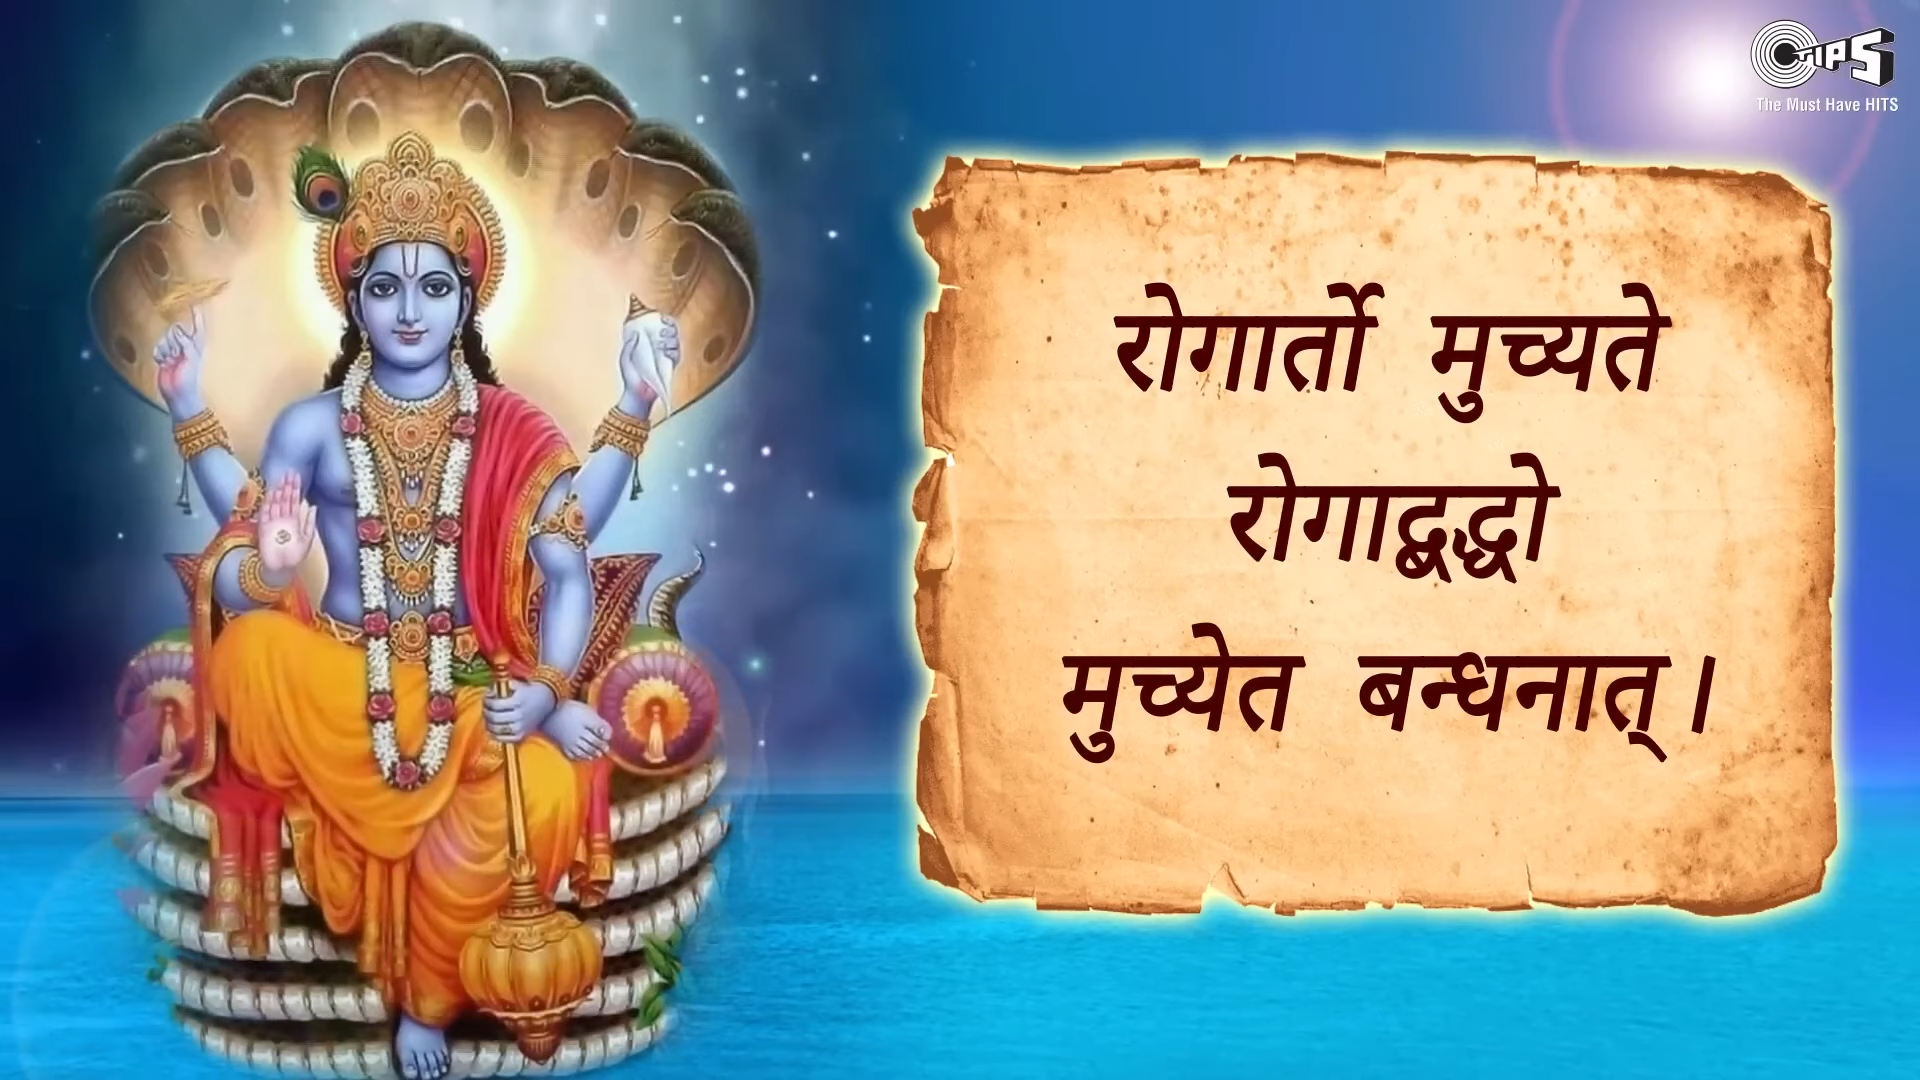 TIPS
The Must Have HITS
रोगार्तो मुच्यते
रोगाद्बद्धो
मुच्येत बन्धनात्।